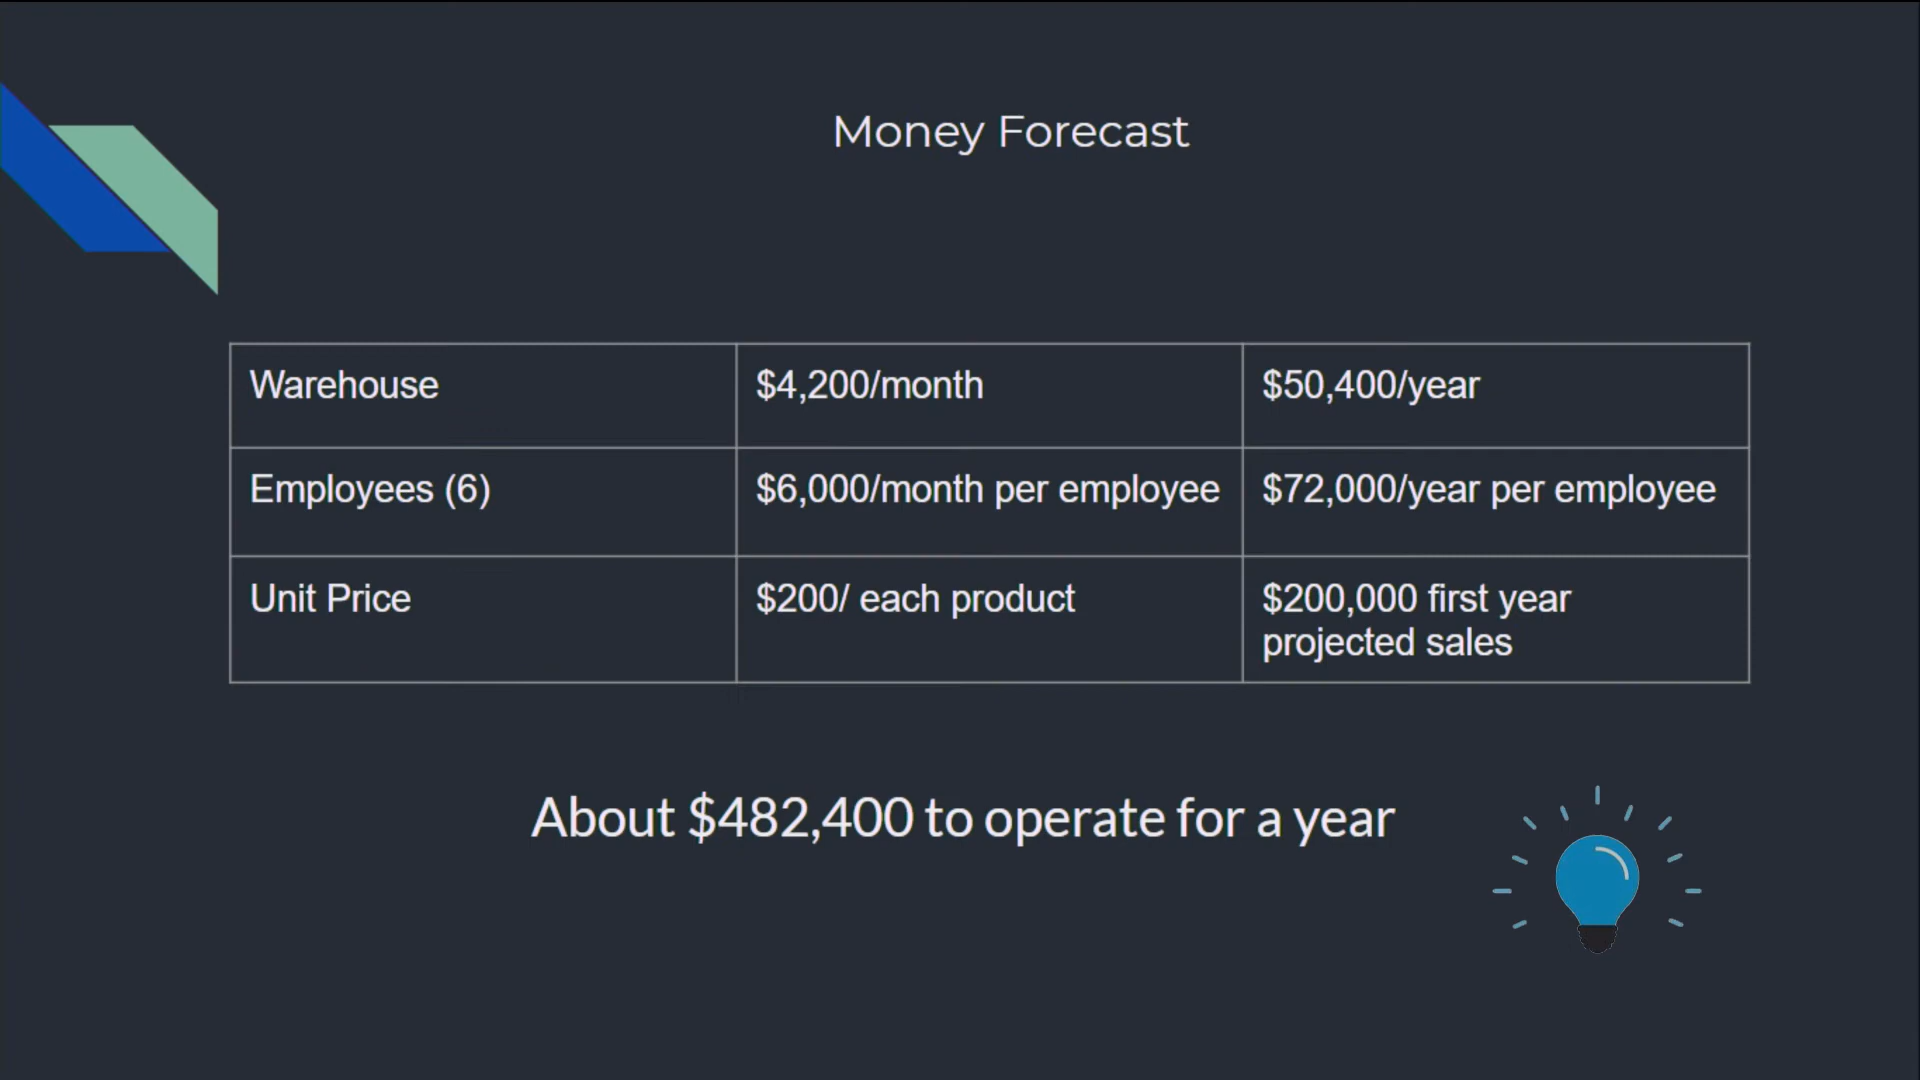 Money Forecast
Warehouse
$4,200/month
$50,400/year
Employees (6)
$6,000/month per employee
$72,000/year per employee
Unit Price
$200/ each product
$200,000 first year
projected sales
About $482,400 to operate for a year